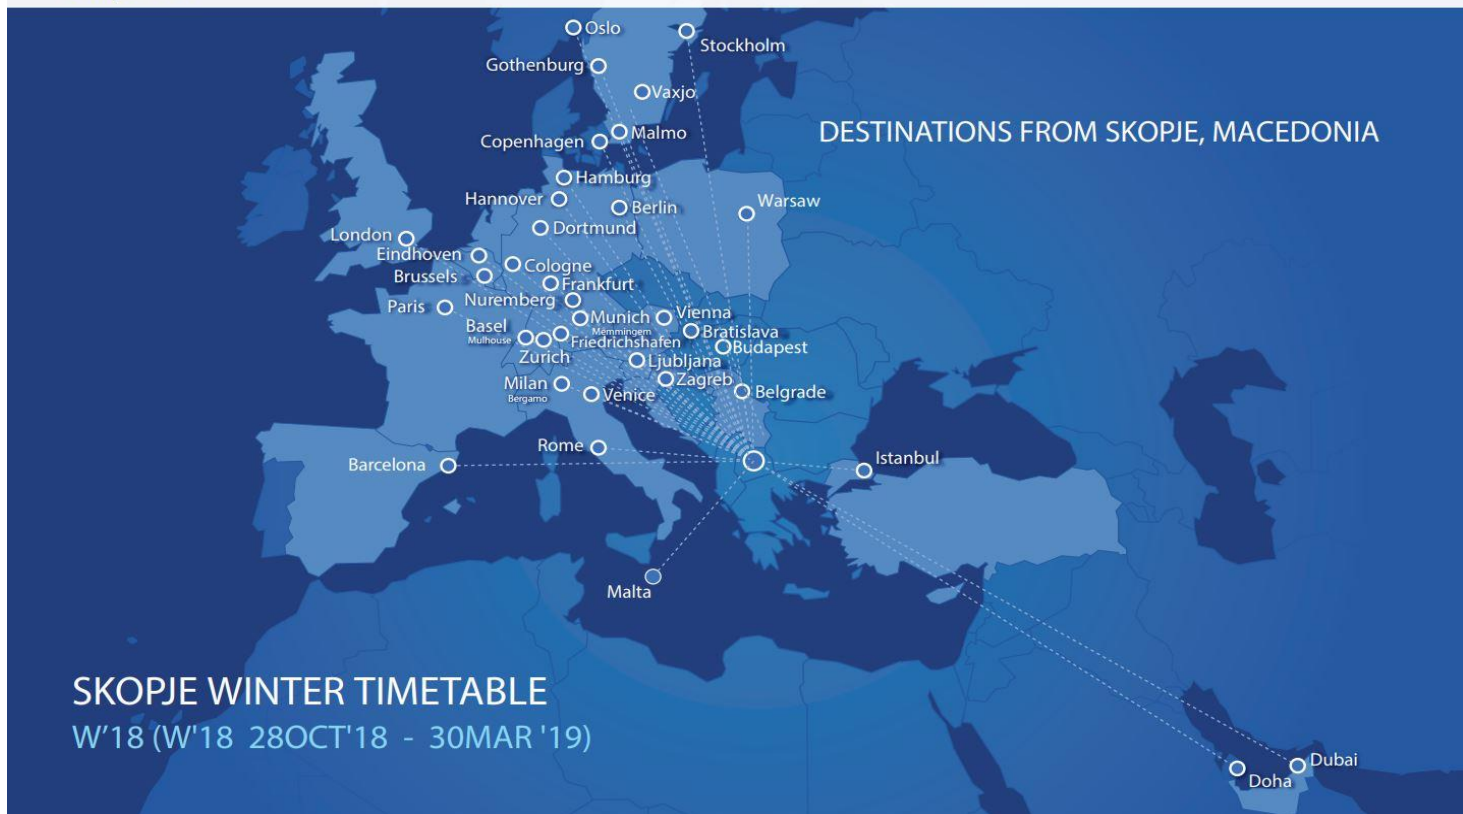 Oslo
Stockholm
Gothenburg
Vaxjo
Malmo
DESTINATIONS FROM SKOPJE, MACEDONIA
Copenhagen
Hamburg
Hannover
Berlin
Warsaw
Dortmund
London
Eindhoven
Cologne
Brussels
Frankfurt
Nuremberg
Paris
Munich
Memmingem
Vienna
Basel
Mulhouse
Bratislava
Friedrichshafen
Budapest
Zurich
Ljubljana
Zagreb
Milan
Bergamo
Venice
Belgrade
Rome
Barcelona
Istanbul
Malta
SKOPJE WINTER TIMETABLE
W'18 (W'18 28OCT'18 - 30MAR '19)
Dubai
Doha